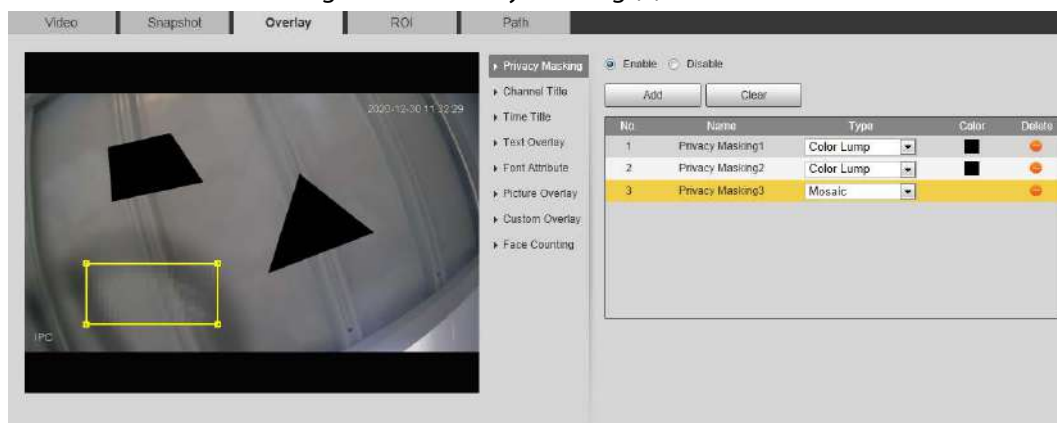 Video Snapshot Overlay ROI Path
2020-12-30 11:32:29
IPC
Privacy Masking
Channel Title
Time Title
Text Overlay
Font Attribute
Picture Overlay
Custom Overlay
Face Counting
Enable Disable
Add Clear
No. Name Type Color Delete
1 Privacy Masking1 Color Lump
2 Privacy Masking2 Color Lump
3 Privacy Masking3 Mosaic